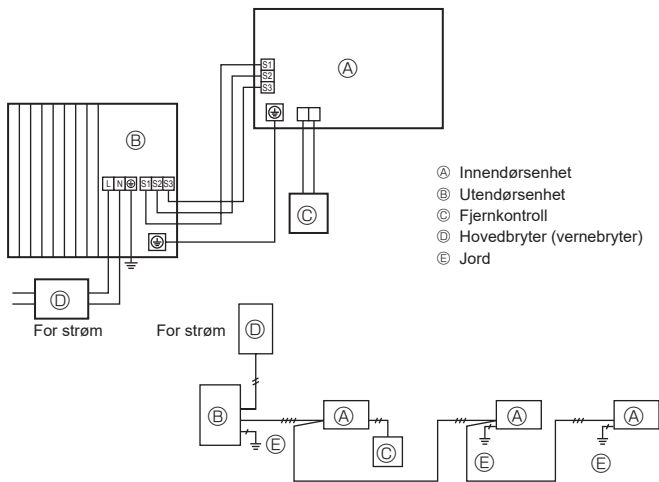 S1
S2
S3
Ⓐ
Ⓑ
L N S1 S2 S3
Ⓒ
Ⓐ Innendørsenhet
Ⓑ Utendørsenhet
Ⓒ Fjernkontroll
Ⓓ Hovedbryter (vernebryter)
Ⓔ Jord
Ⓓ
For strøm
For strøm
Ⓓ
Ⓑ
Ⓔ
Ⓐ
Ⓒ
Ⓐ
Ⓔ
Ⓐ
Ⓔ